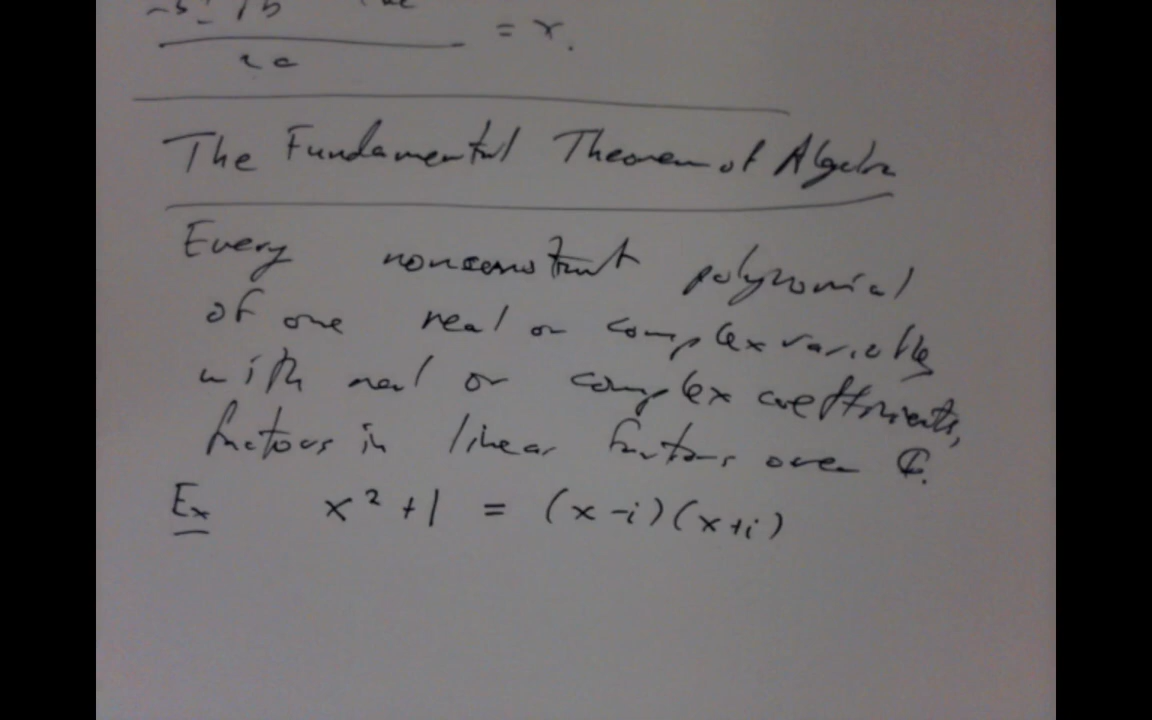 = x.
2a
The Fundamental Theorem of Algebra
Every nonconstant polynomial
of one real or complex variable
with real or complex coefficients,
factors in linear factors over ℂ.
Ex x² + 1 = (x - i)(x + i)